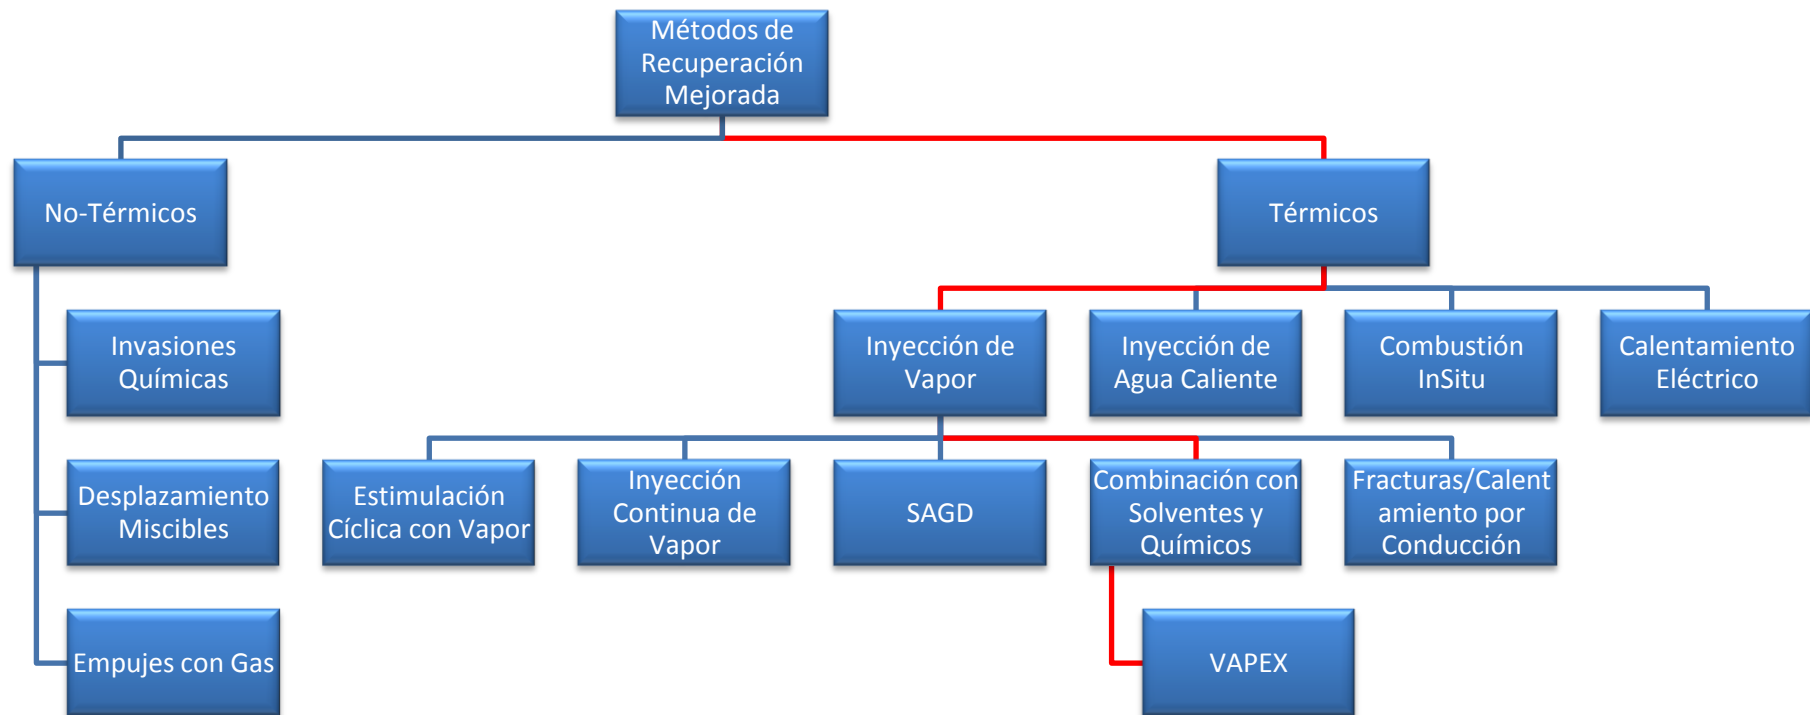 Métodos de
Recuperación
Mejorada
No-Térmicos
Térmicos
Invasiones
Químicas
Inyección de
Vapor
Inyección de
Agua Caliente
Combustión
InSitu
Calentamiento
Eléctrico
Desplazamiento
Miscibles
Estimulación
Cíclica con Vapor
Inyección
Continua de
Vapor
SAGD
Combinación con
Solventes y
Químicos
Fracturas/Calent
amiento por
Conducción
Empujes con Gas
VAPEX